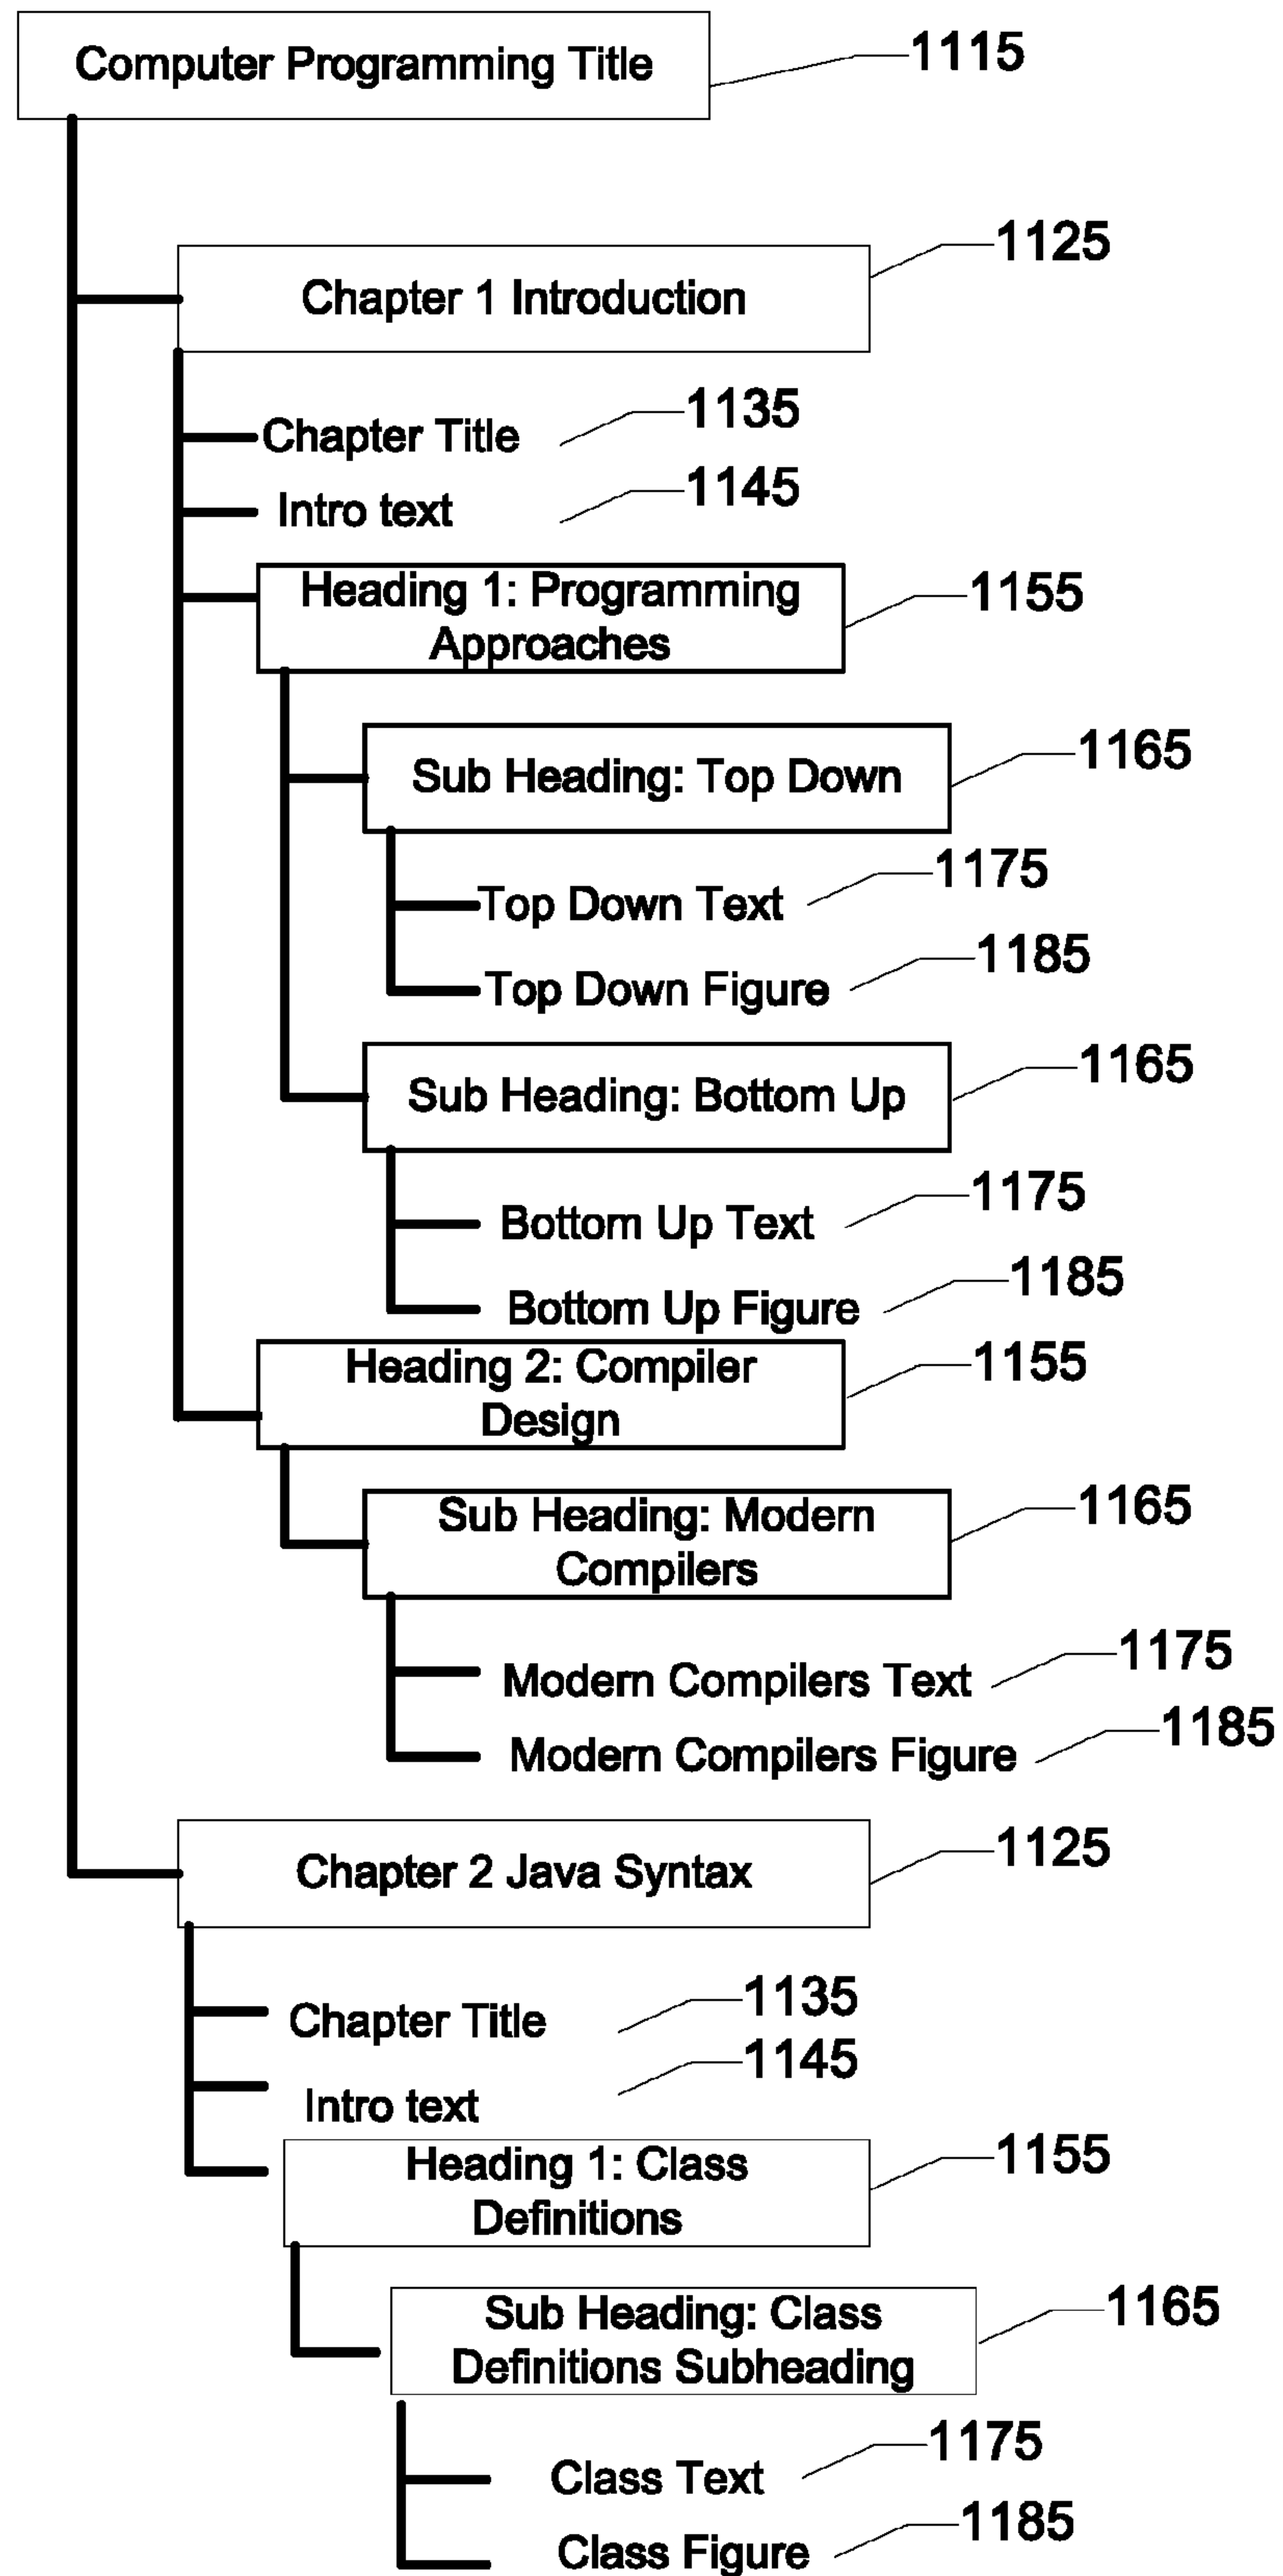 Computer Programming Title
1115
1125
Chapter 1 Introduction
1135
Chapter Title
1145
Intro text
Heading 1: Programming
Approaches
1155
Sub Heading: Top Down
1165
1175
Top Down Text
1185
Top Down Figure
Sub Heading: Bottom Up
1165
1175
Bottom Up Text
1185
Bottom Up Figure
Heading 2: Compiler
Design
1155
Sub Heading: Modern
Compilers
1165
1175
Modern Compilers Text
1185
Modern Compilers Figure
1125
Chapter 2 Java Syntax
1135
Chapter Title
1145
Intro text
Heading 1: Class
Definitions
1155
Sub Heading: Class
Definitions Subheading
1165
1175
Class Text
1185
Class Figure